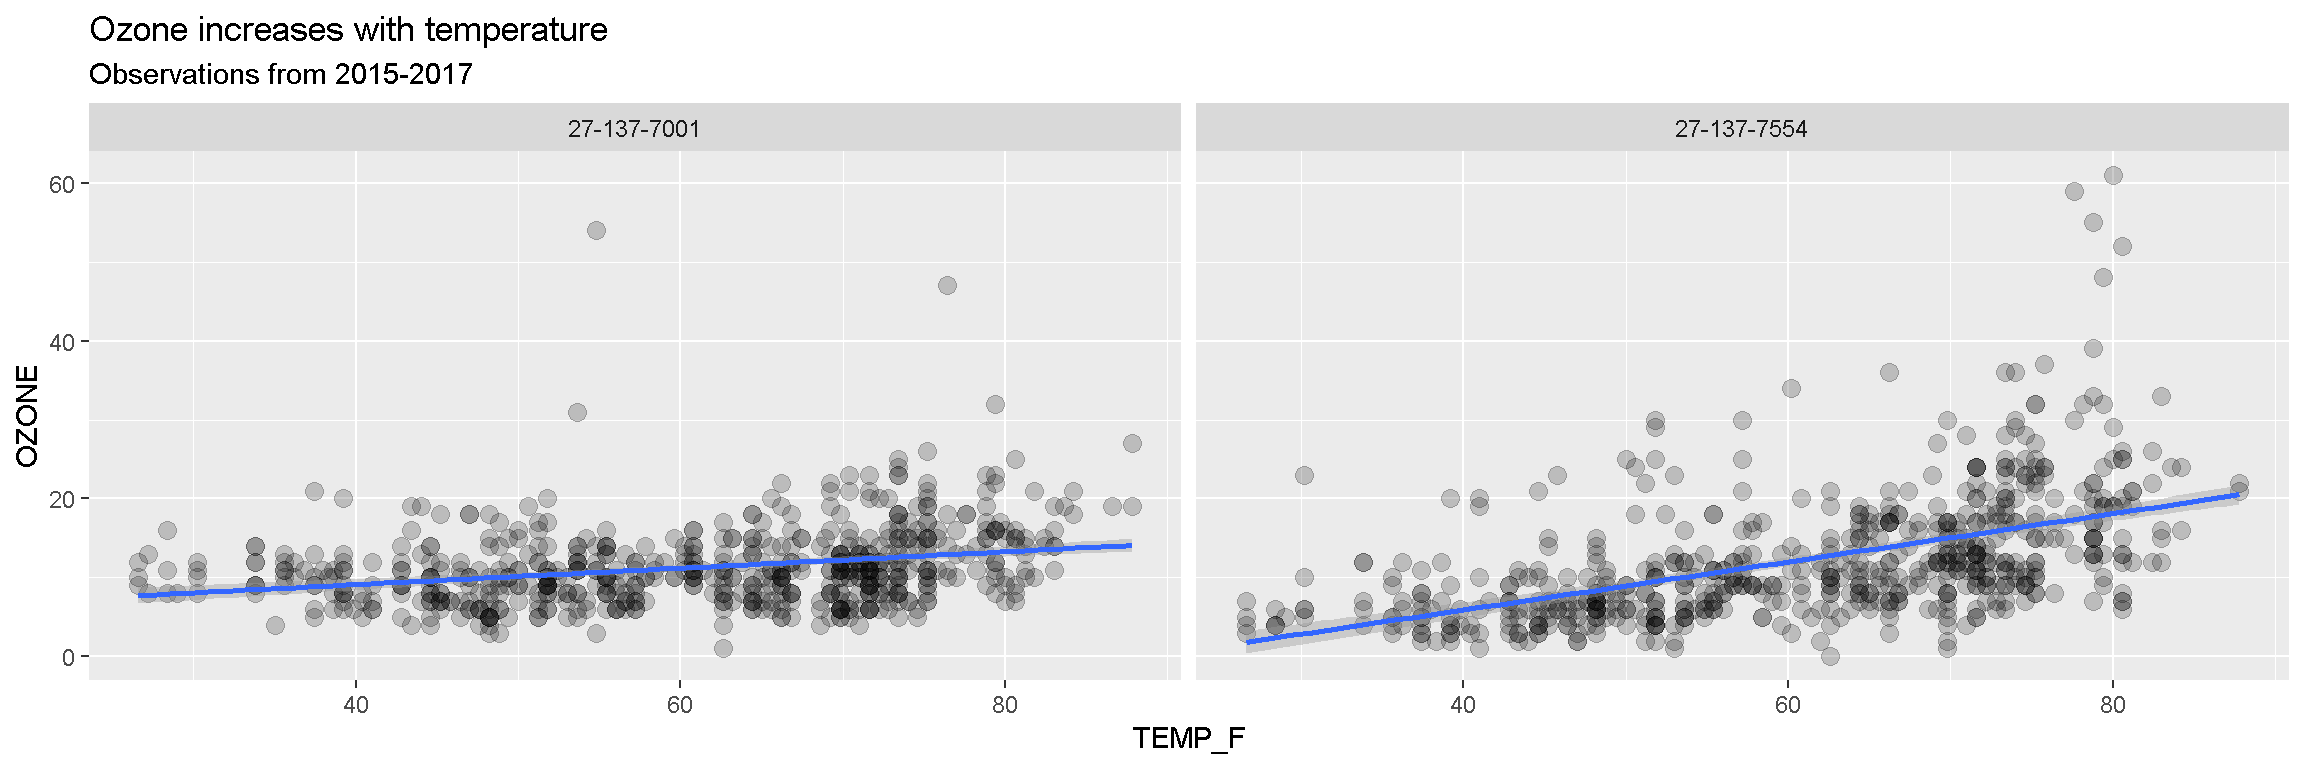 Ozone increases with temperature
Observations from 2015-2017
27-137-7001 27-137-7554
60
40
20
0
OZONE
40 60 80 40 60 80
TEMP_F